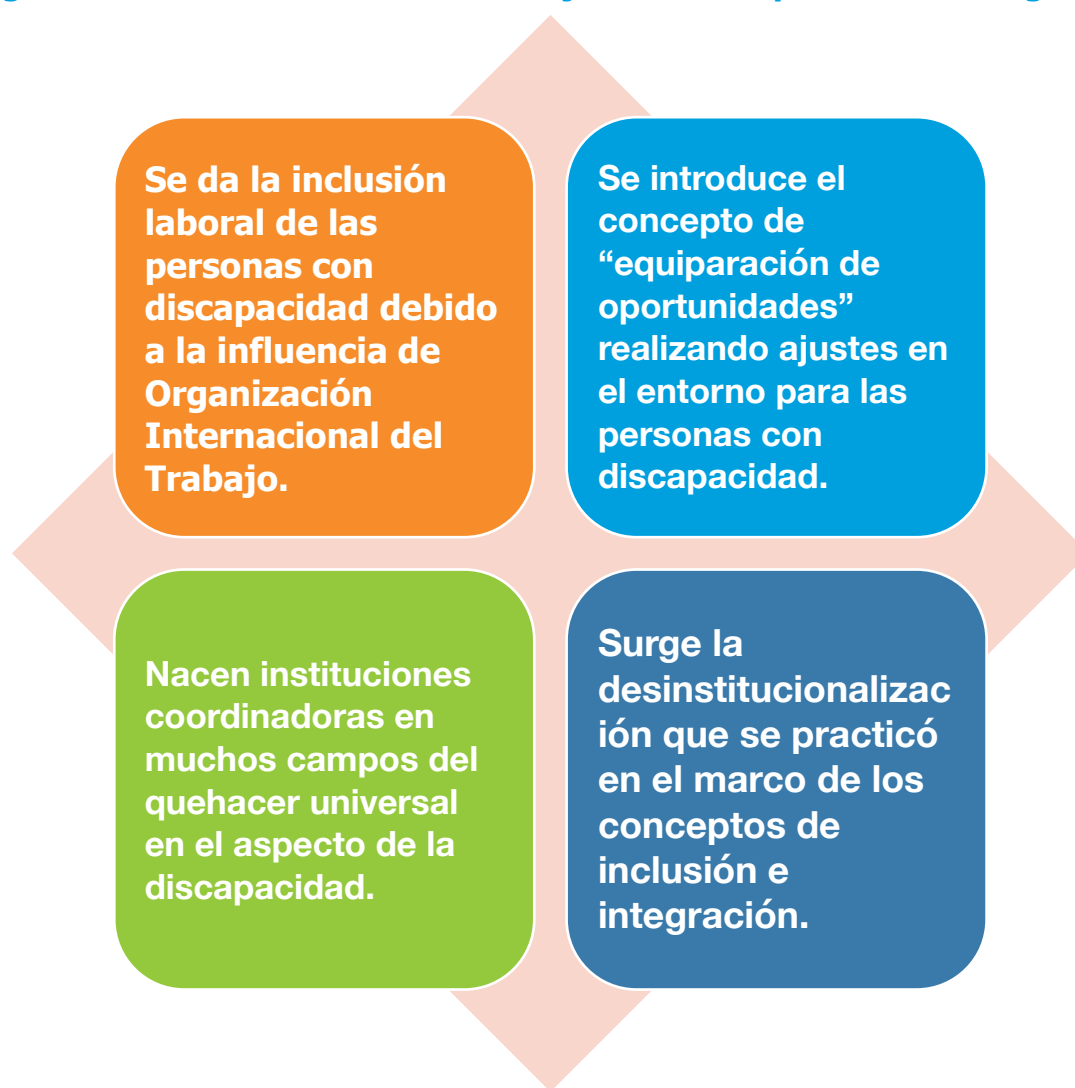 Se da la inclusión
laboral de las
personas con
discapacidad debido
a la influencia de
Organización
Internacional del
Trabajo.
Se introduce el
concepto de
“equiparación de
oportunidades”
realizando ajustes en
el entorno para las
personas con
discapacidad.
Nacen instituciones
coordinadoras en
muchos campos del
quehacer universal
en el aspecto de la
discapacidad.
Surge la
desinstitucionalizac
ión que se practicó
en el marco de los
conceptos de
inclusión e
integración.